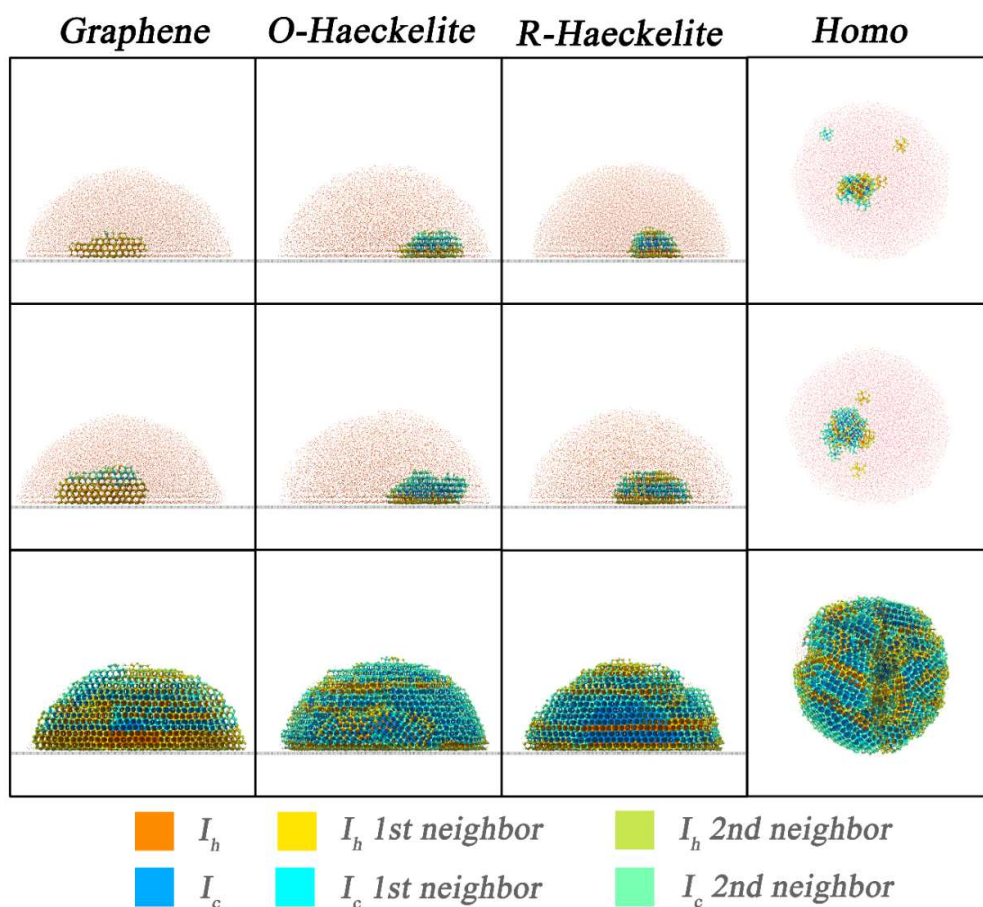 Graphene O-Haeckelite R-Haeckelite Homo
I_h I_h 1st neighbor I_h 2nd neighbor
I_c I_c 1st neighbor I_c 2nd neighbor